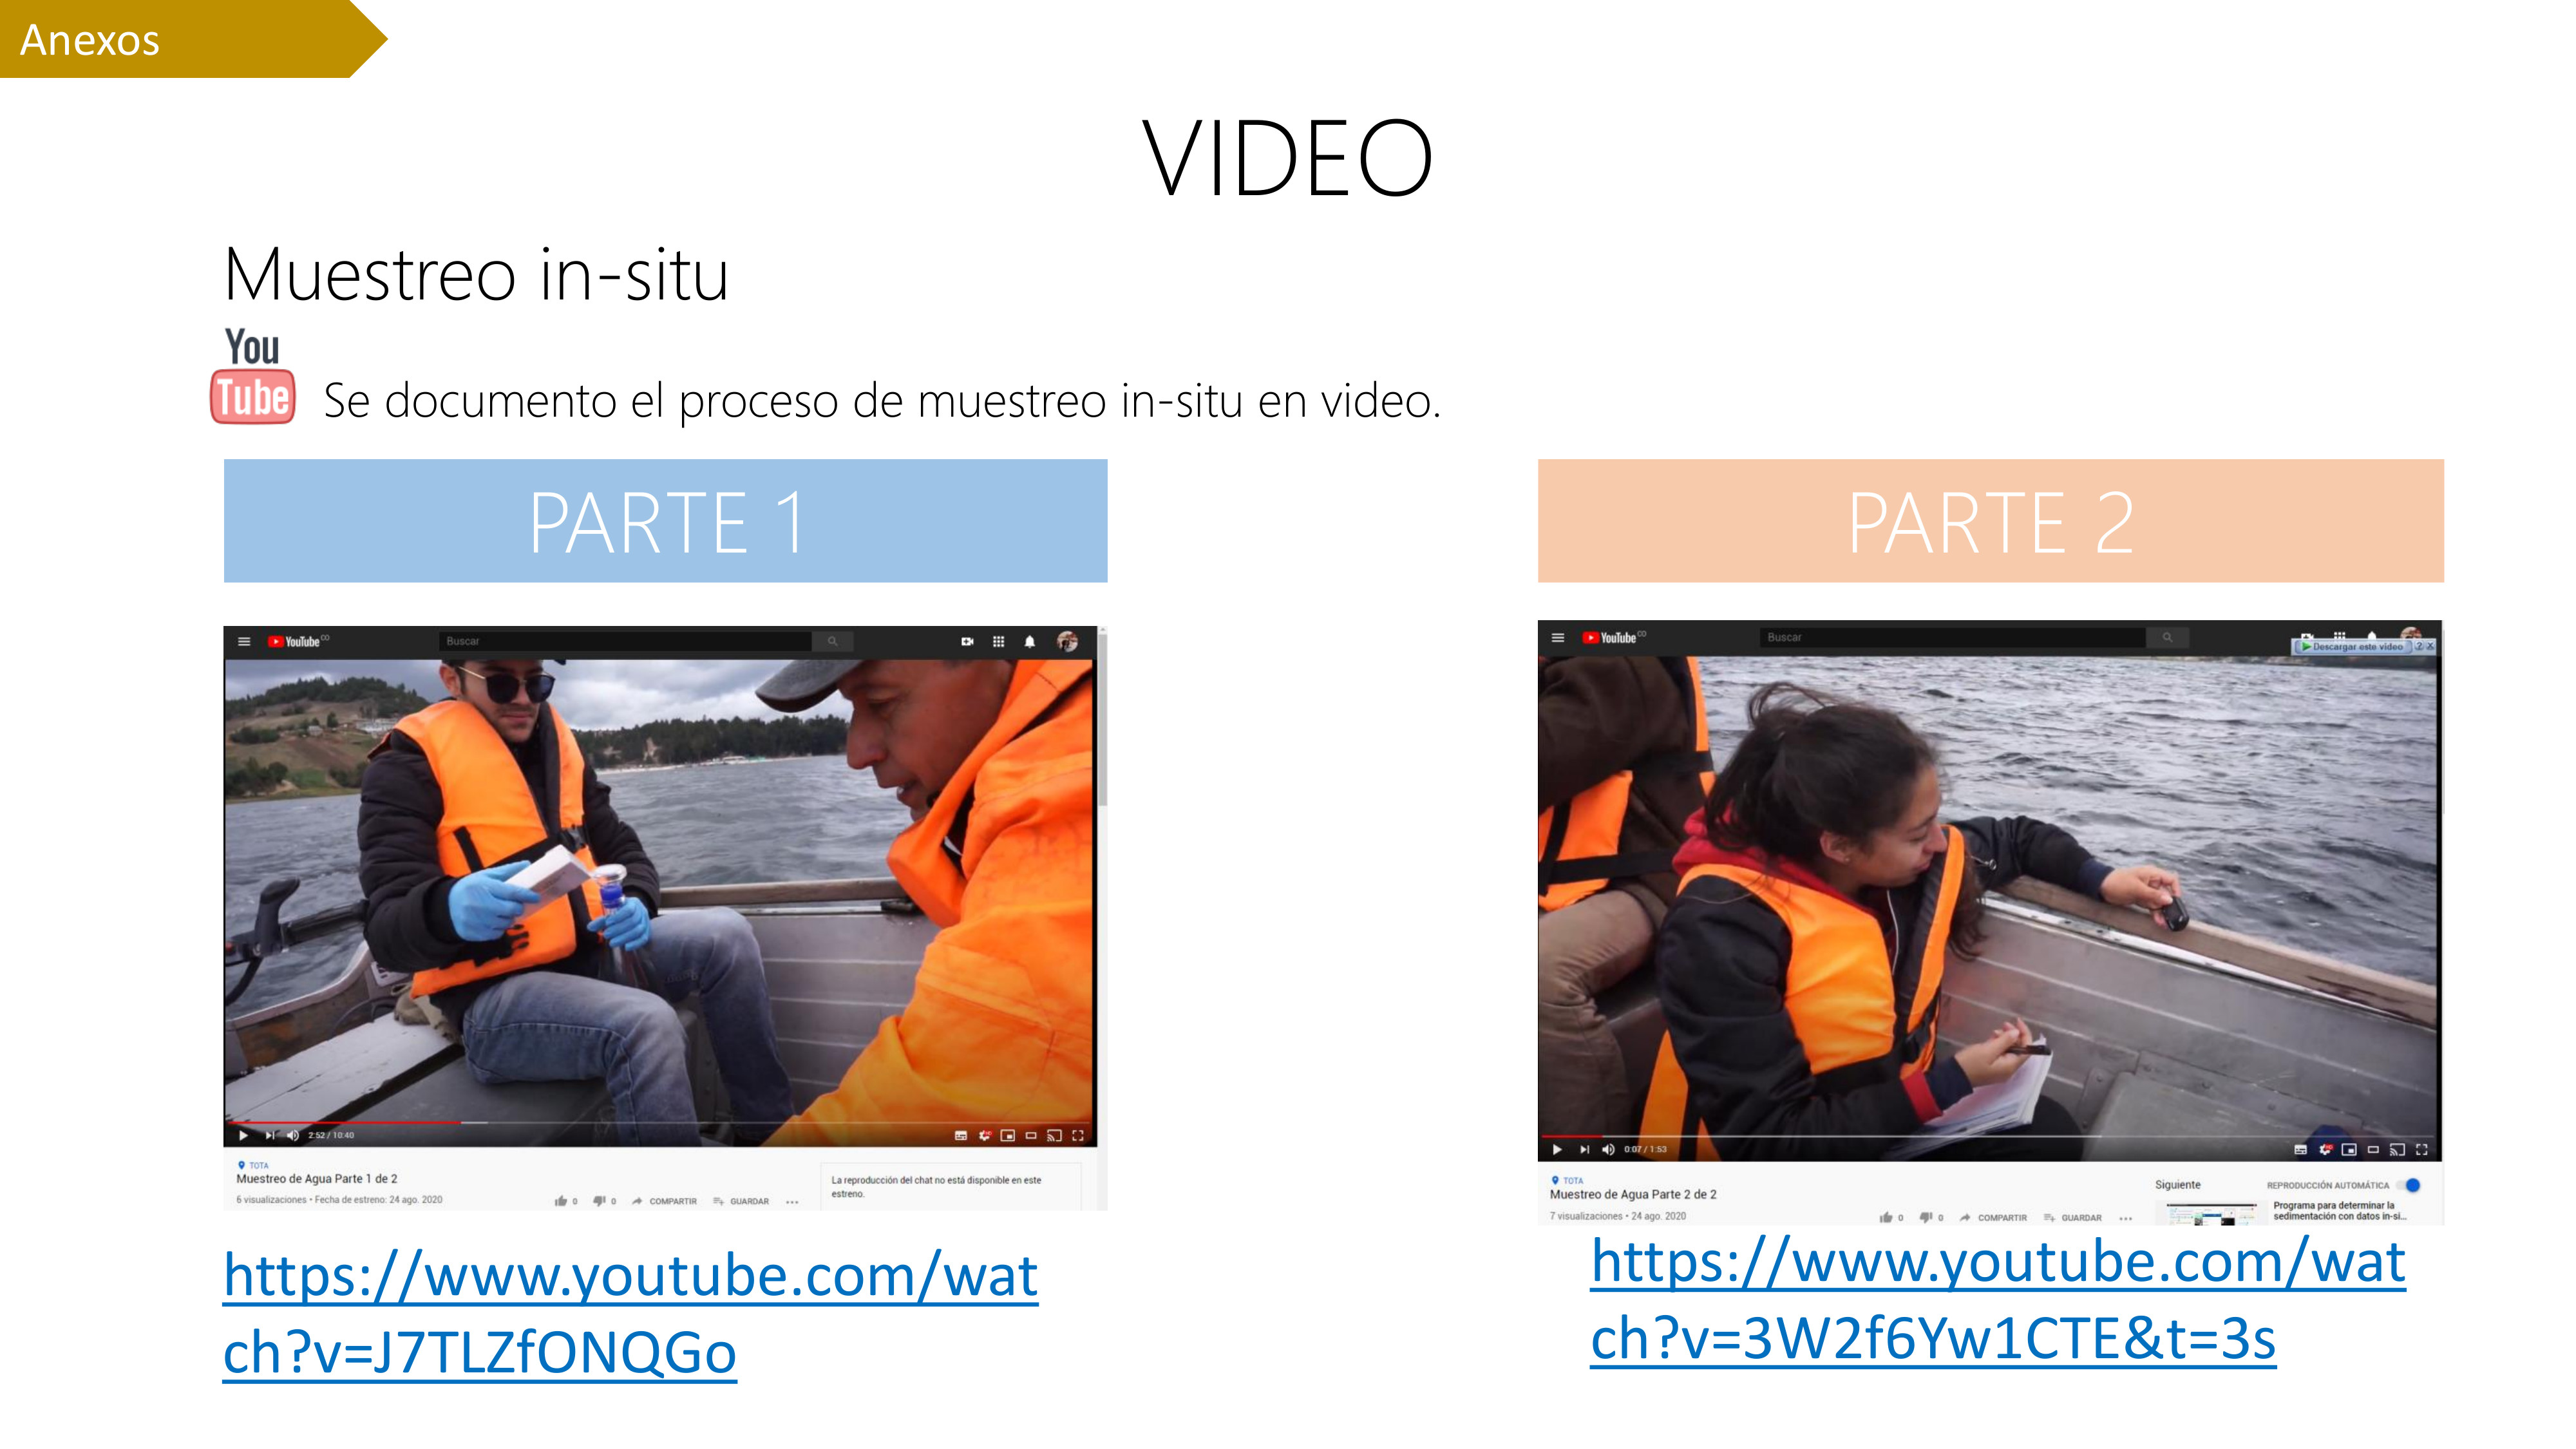 Anexos
VIDEO
Muestreo in-situ
You
Tube
Se documento el proceso de muestreo in-situ en video.
PARTE 1
PARTE 2
YouTube CO
Buscar
2:52 / 10:40
TOTA
Muestreo de Agua Parte 1 de 2
6 visualizaciones • Fecha de estreno: 24 ago. 2020
0
0
COMPARTIR
GUARDAR
La reproducción del chat no está disponible en este
estreno.
https://www.youtube.com/wat
ch?v=J7TLZfONQGo
YouTube CO
Buscar
Descargar este video
0:07 / 1:53
TOTA
Muestreo de Agua Parte 2 de 2
7 visualizaciones • 24 ago. 2020
0
0
COMPARTIR
GUARDAR
Siguiente
REPRODUCCIÓN AUTOMÁTICA
Programa para determinar la
sedimentación con datos in-si...
https://www.youtube.com/wat
ch?v=3W2f6Yw1CTE&t=3s